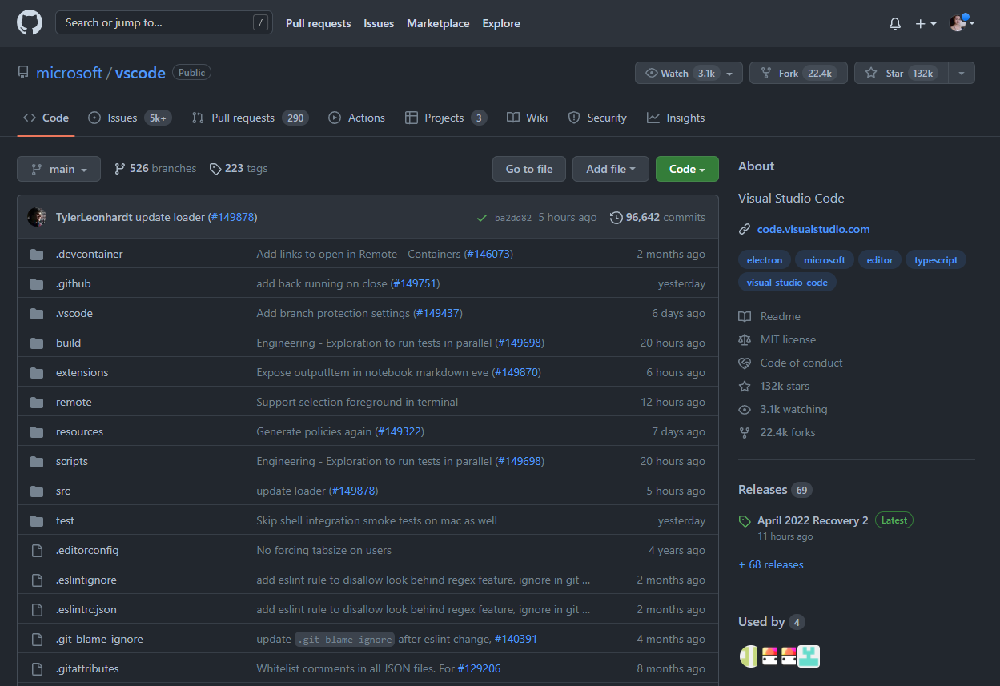 Search or jump to... / Pull requests Issues Marketplace Explore
microsoft / vscode Public Watch 3.1k Fork 22.4k Star 132k
Code Issues 5k+ Pull requests 290 Actions Projects 3 Wiki Security Insights
main 526 branches 223 tags Go to file Add file Code
TylerLeonhardt update loader (#149878) ba2dd82 5 hours ago 96,642 commits
.devcontainer Add links to open in Remote - Containers (#146073) 2 months ago
.github add back running on close (#149751) yesterday
.vscode Add branch protection settings (#149437) 6 days ago
build Engineering - Exploration to run tests in parallel (#149698) 20 hours ago
extensions Expose outputItem in notebook markdown eve (#149870) 6 hours ago
remote Support selection foreground in terminal 12 hours ago
resources Generate policies again (#149322) 7 days ago
scripts Engineering - Exploration to run tests in parallel (#149698) 20 hours ago
src update loader (#149878) 5 hours ago
test Skip shell integration smoke tests on mac as well yesterday
.editorconfig No forcing tabsize on users 4 years ago
.eslintignore add eslint rule to disallow look behind regex feature, ignore in git ... 2 months ago
.eslintrc.json add eslint rule to disallow look behind regex feature, ignore in git ... 2 months ago
.git-blame-ignore update .git-blame-ignore after eslint change, #140391 4 months ago
.gitattributes Whitelist comments in all JSON files. For #129206 8 months ago
About
Visual Studio Code
code.visualstudio.com
electron microsoft editor typescript
visual-studio-code
Readme
MIT license
Code of conduct
132k stars
3.1k watching
22.4k forks
Releases 69
April 2022 Recovery 2 Latest
11 hours ago
+ 68 releases
Used by 4